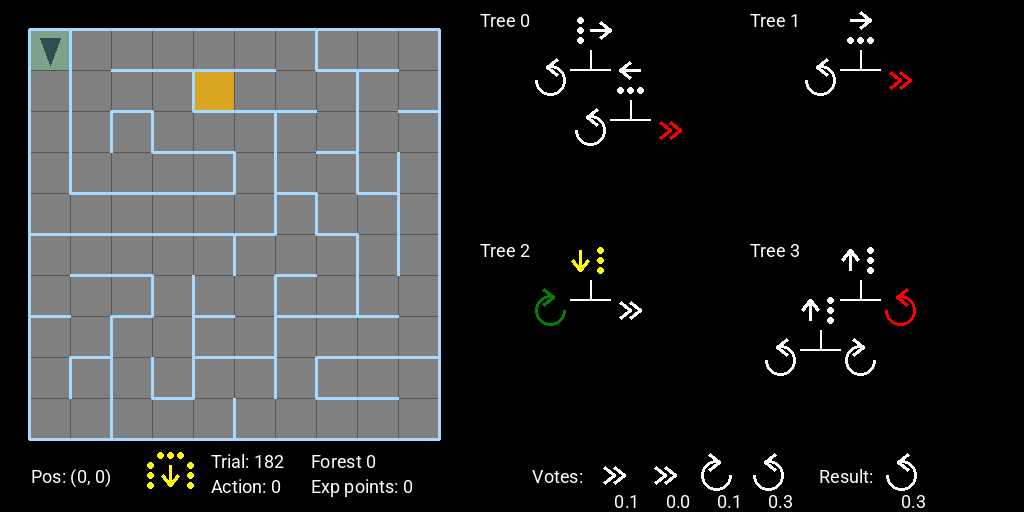 Tree 0
Tree 1
Tree 2
Tree 3
Pos: (0, 0)
Trial: 182
Forest 0
Action: 0
Exp points: 0
Votes:
0.1
0.0
0.1
0.3
Result:
0.3